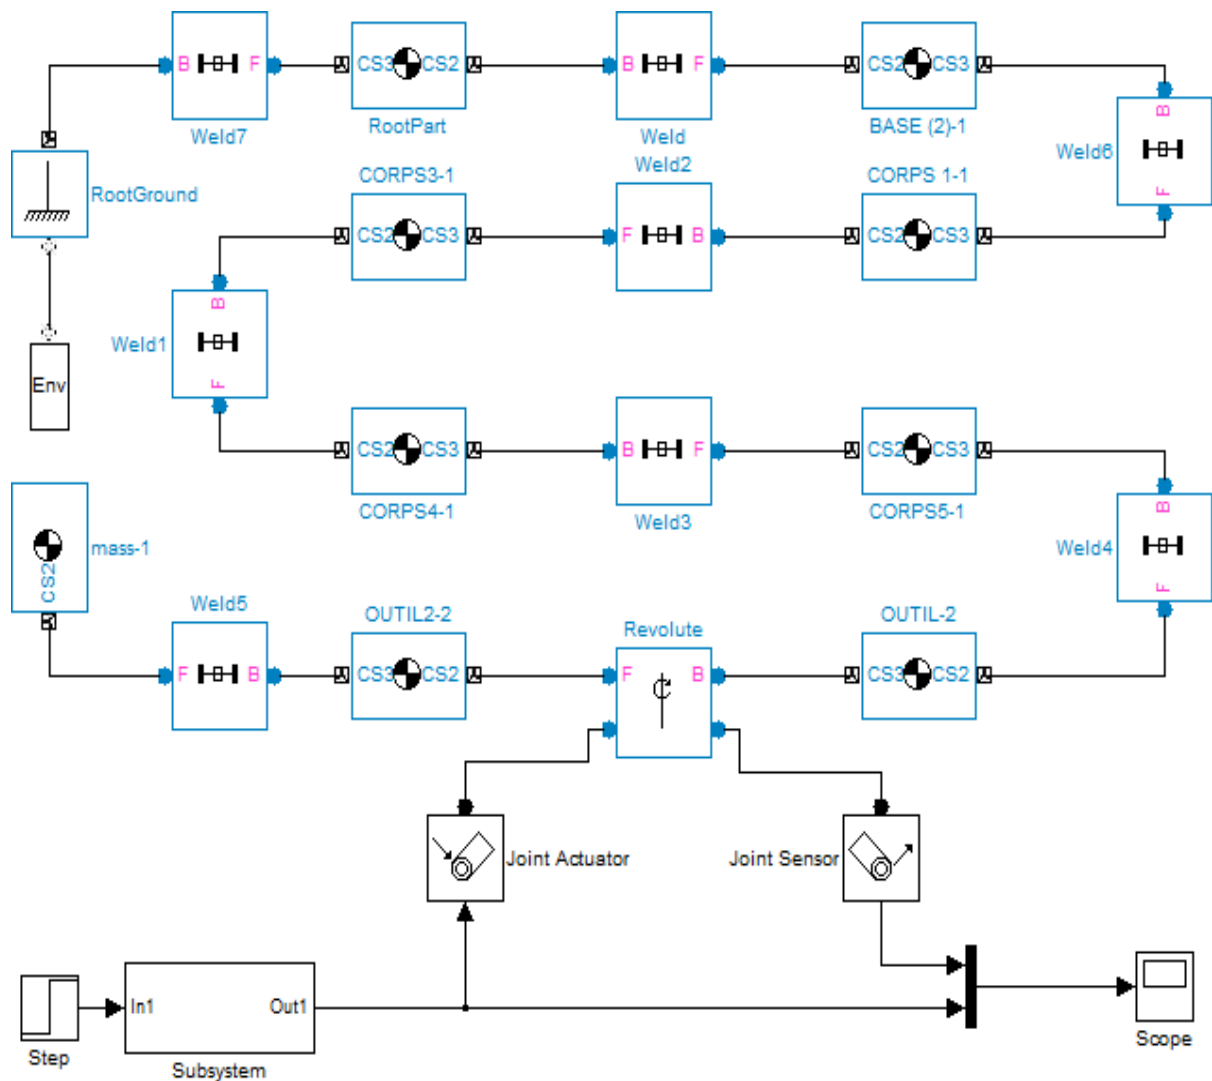 B F CS3 CS2 B F CS2 CS3
Weld7 RootPart Weld BASE (2)-1
B
Weld6
F
RootGround
CORPS3-1 Weld2 CORPS 1-1
CS2 CS3 F B CS2 CS3
B
Weld1
F
Env
CS2 CS3 B F CS2 CS3
CORPS4-1 Weld3 CORPS5-1
B
Weld4
F
mass-1
CS2
Weld5 OUTIL2-2 Revolute OUTIL-2
F B CS3 CS2 F B CS3 CS2
Joint Actuator Joint Sensor
In1 Out1
Step Subsystem Scope